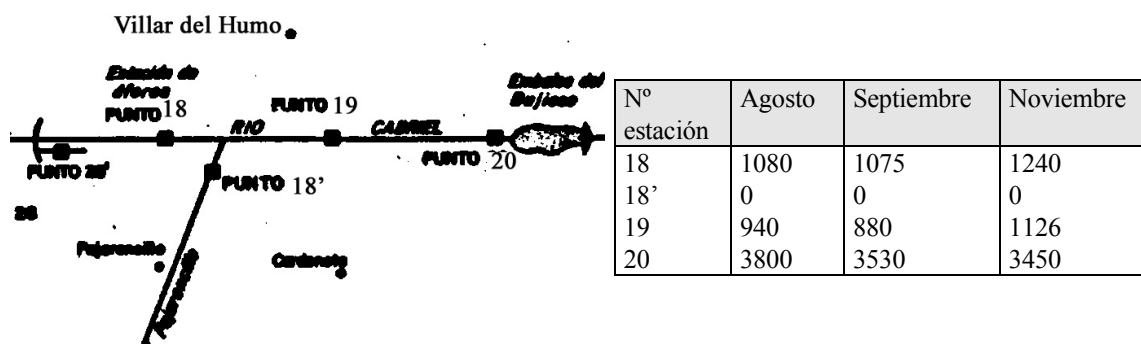 Villar del Humo
Estación de
Aforos
PUNTO 18
PUNTO 19
RIO
CABRIEL
Embalse del
Bujioso
PUNTO 20
PUNTO
PUNTO 18'
Pajaroncillo
Cardenete
Nº estación
Agosto
Septiembre
Noviembre
18 1080 1075 1240
18' 0 0 0
19 940 880 1126
20 3800 3530 3450